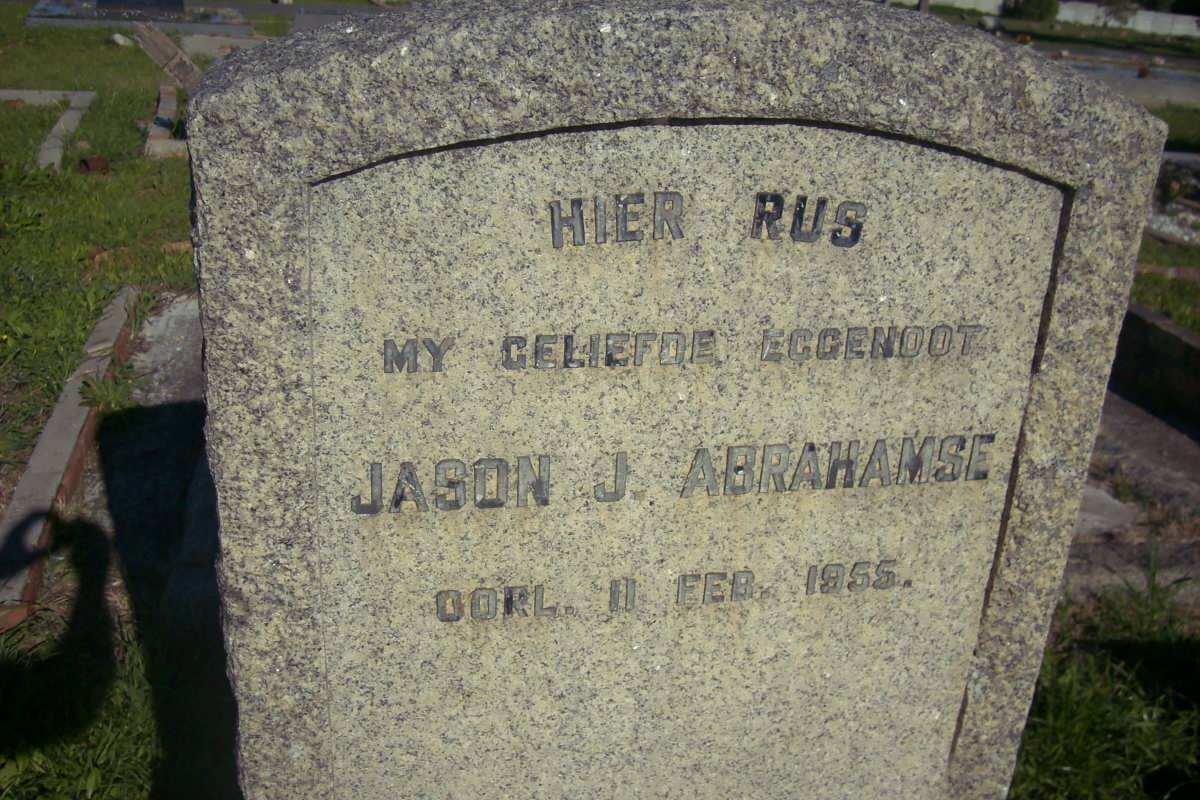 HIER RUS
MY GELIEFDE EGGENOOT
JASON J. ABRAHAMSE
OORL. 11 FEB. 1955.